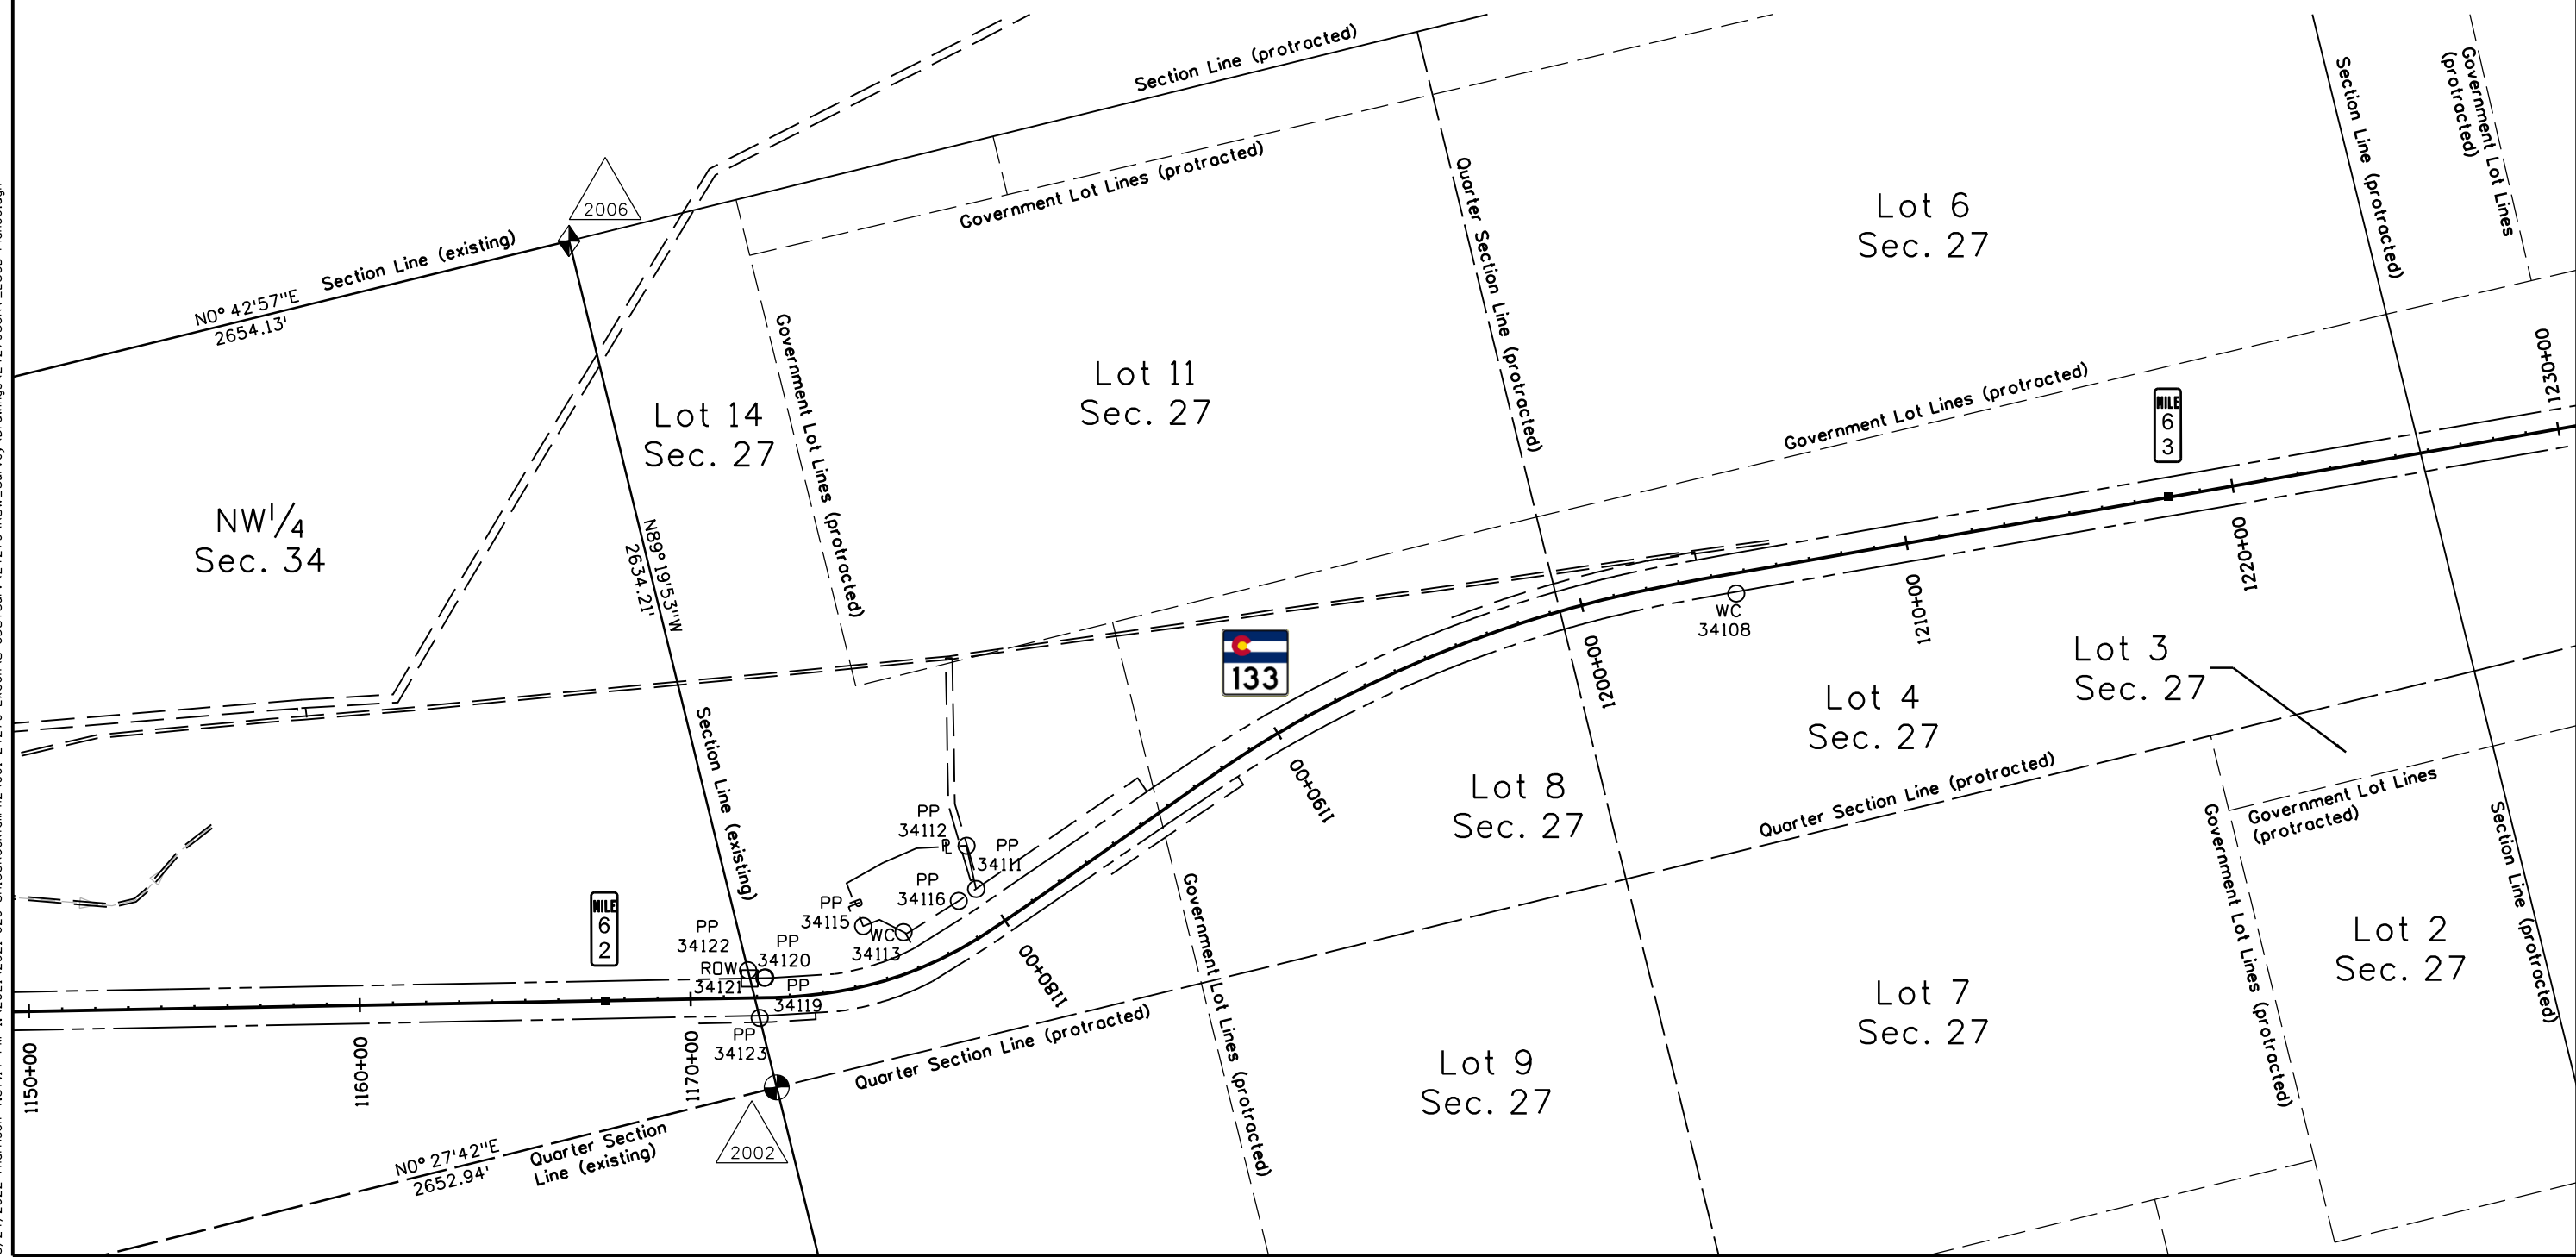 Section Line (protracted)
Section Line (protracted)
Government Lot Lines
(protracted)
2006
Government Lot Lines (protracted)
Quarter Section Line (protracted)
Lot 6
Sec. 27
Section Line (existing)
N0° 42'57"E
2654.13'
Government Lot Lines (protracted)
Lot 11
Sec. 27
Lot 14
Sec. 27
Government Lot Lines (protracted)
MILE
6
3
1230+00
NW1/4
Sec. 34
N89° 19'53"W
2634.21'
1220+00
1210+00
WC
34108
133
1200+00
Lot 3
Sec. 27
Lot 4
Sec. 27
Section Line (existing)
1190+00
Lot 8
Sec. 27
Quarter Section Line (protracted)
Government Lot Lines
(protracted)
Section Line (protracted)
Government Lot Lines (protracted)
PP
34112
PL
PP
34111
PP
34116
PP
34115
WC
34113
MILE
6
2
PP
34122
PP
34120
ROW
34121
PP
34119
PP
34123
1180+00
Government Lot Lines (protracted)
Lot 2
Sec. 27
Lot 7
Sec. 27
Lot 9
Sec. 27
Quarter Section Line (protracted)
1150+00
1160+00
1170+00
2002
N0° 27'42"E
2652.94'
Quarter Section
Line (existing)